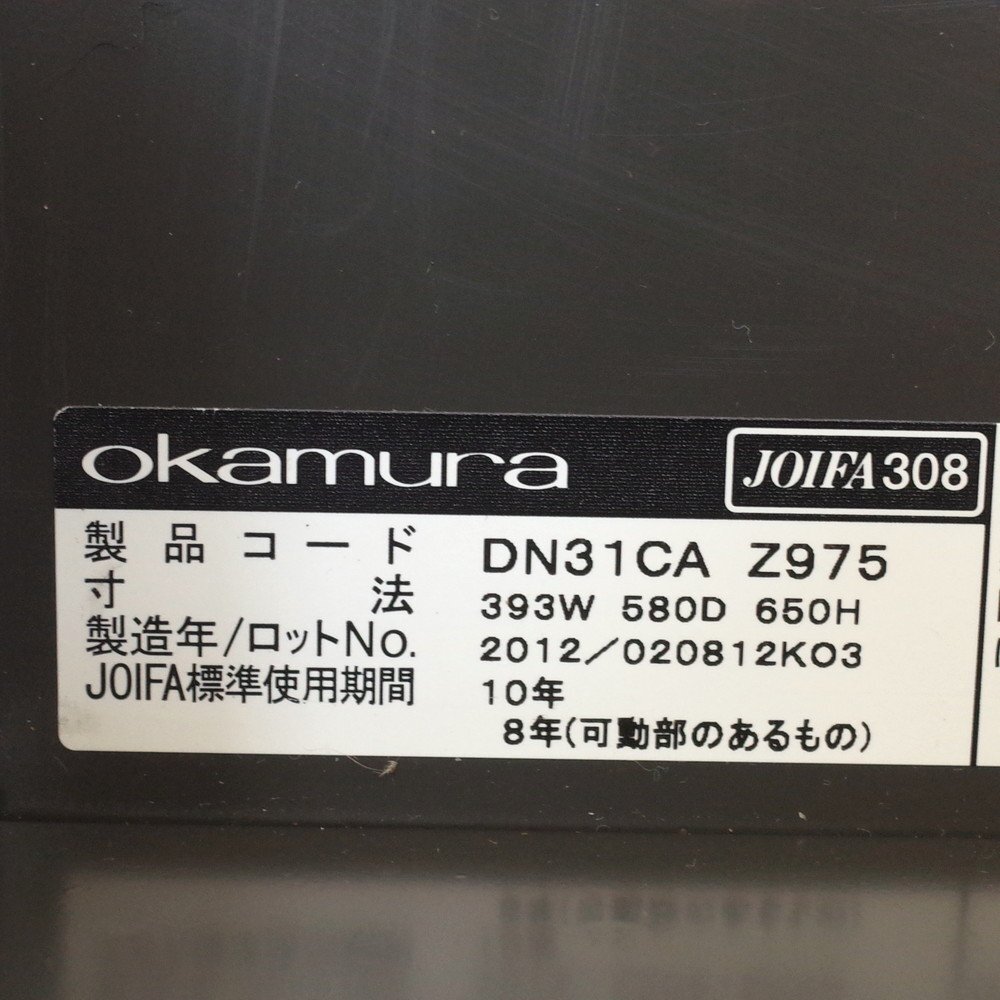 okamura JOIFA308
製品コード DN31CA Z975
寸法 393W 580D 650H
製造年/ロットNo. 2012/020812K03
JOIFA標準使用期間 10年
8年(可動部のあるもの)